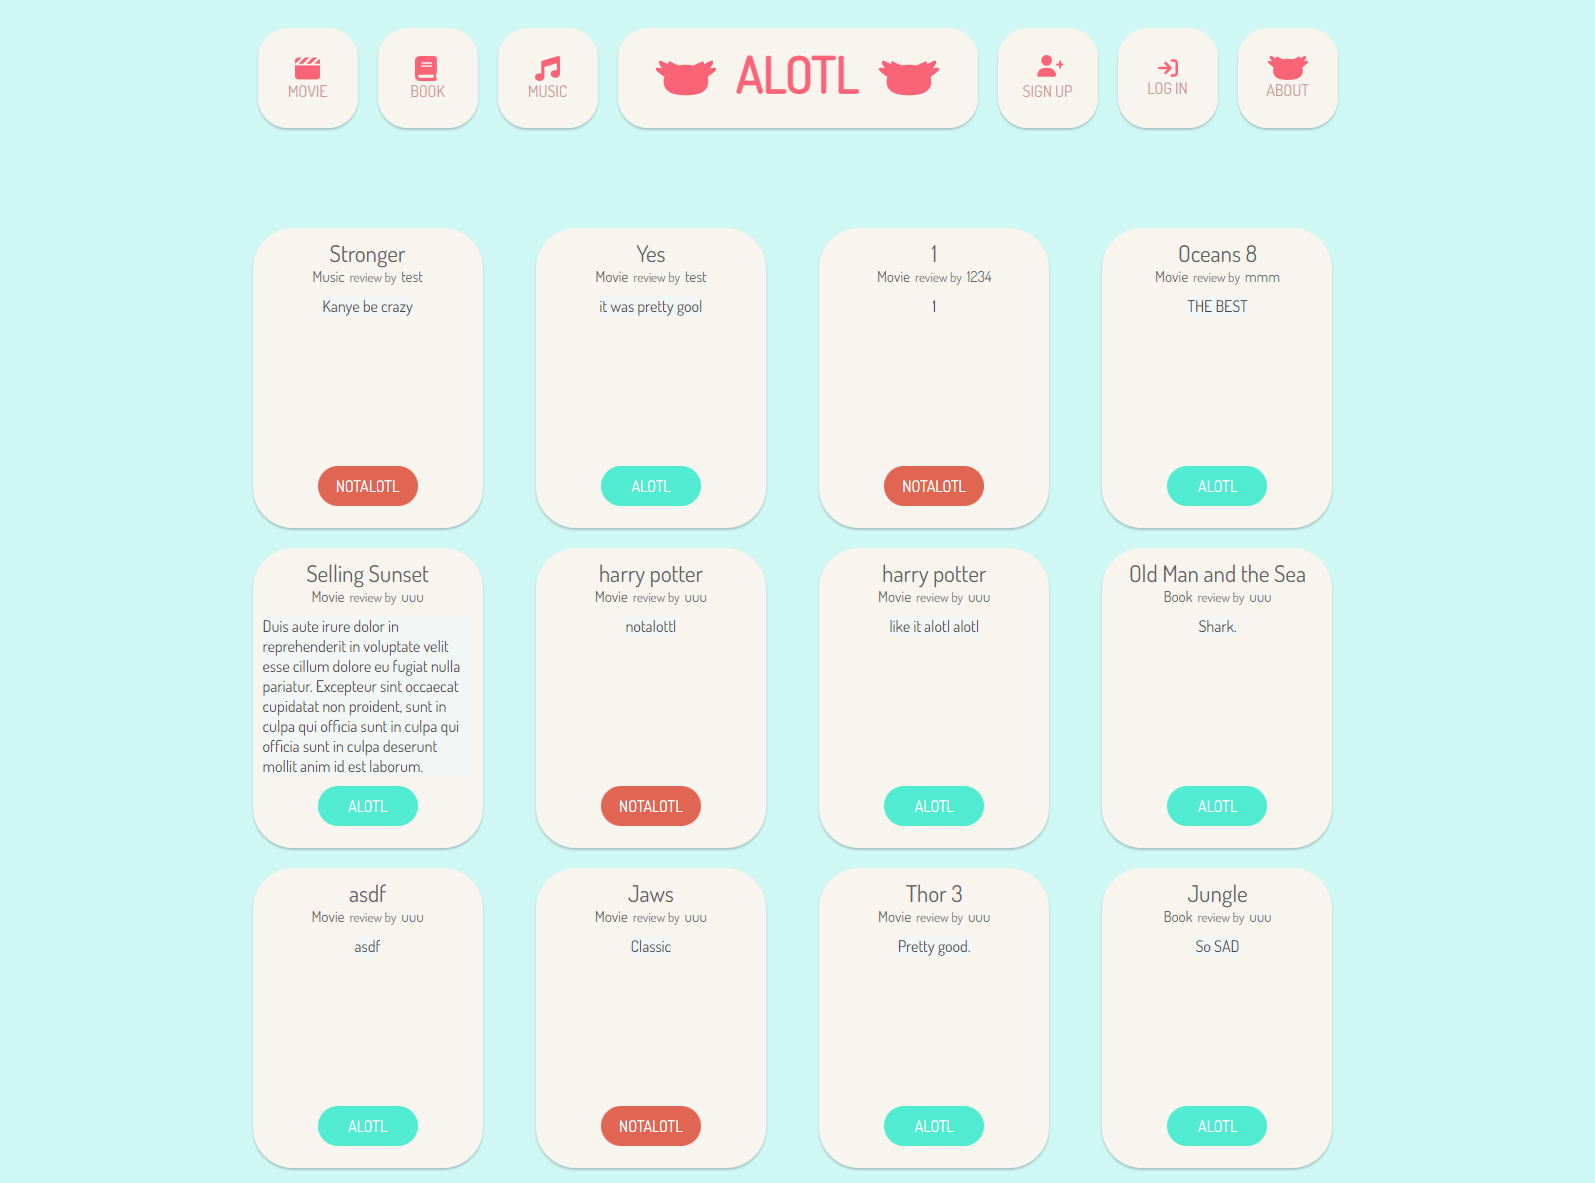 MOVIE
BOOK
MUSIC
ALOTL
SIGN UP
LOG IN
ABOUT
Stronger
Music review by test
Kanye be crazy
NOTALOTL
Yes
Movie review by test
it was pretty gool
ALOTL
1
Movie review by 1234
1
NOTALOTL
Oceans 8
Movie review by mmm
THE BEST
ALOTL
Selling Sunset
Movie review by uuu
Duis aute irure dolor in
reprehenderit in voluptate velit
esse cillum dolore eu fugiat nulla
pariatur. Excepteur sint occaecat
cupidatat non proident, sunt in
culpa qui officia sunt in culpa qui
officia sunt in culpa deserunt
mollit anim id est laborum.
ALOTL
harry potter
Movie review by uuu
notalottl
NOTALOTL
harry potter
Movie review by uuu
like it alotl alotl
ALOTL
Old Man and the Sea
Book review by uuu
Shark.
ALOTL
asdf
Movie review by uuu
asdf
ALOTL
Jaws
Movie review by uuu
Classic
NOTALOTL
Thor 3
Movie review by uuu
Pretty good.
ALOTL
Jungle
Book review by uuu
So SAD
ALOTL